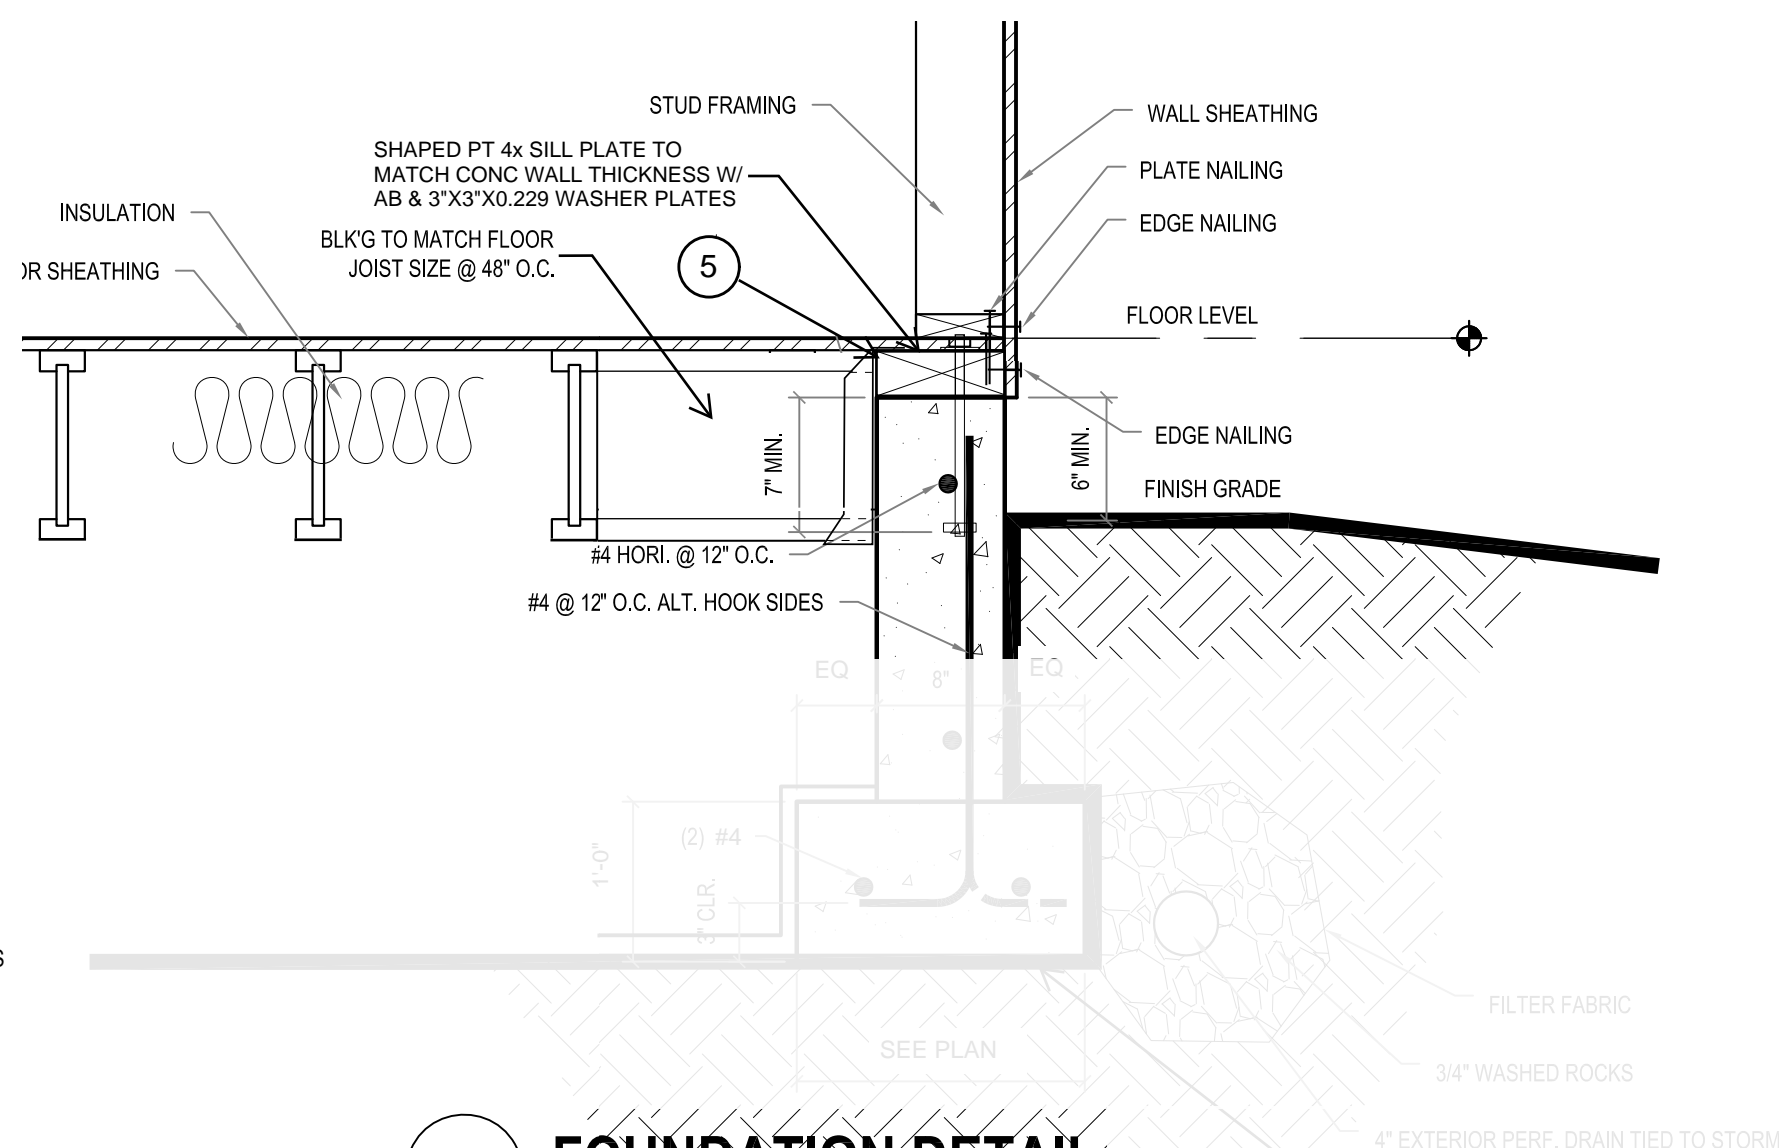 STUD FRAMING
WALL SHEATHING
SHAPED PT 4x SILL PLATE TO
MATCH CONC WALL THICKNESS W/
AB & 3"X3"X0.229 WASHER PLATES
PLATE NAILING
INSULATION
EDGE NAILING
BLK'G TO MATCH FLOOR
JOIST SIZE @ 48" O.C.
5
OR SHEATHING
FLOOR LEVEL
7" MIN.
6" MIN.
EDGE NAILING
FINISH GRADE
#4 HORI. @ 12" O.C.
#4 @ 12" O.C. ALT. HOOK SIDES
EQ
8"
EQ
(2) #4
1'-0"
3" CLR.
S
FILTER FABRIC
SEE PLAN
3/4" WASHED ROCKS
4" EXTERIOR PERF. DRAIN TIED TO STORM
FOUNDATION DETAIL